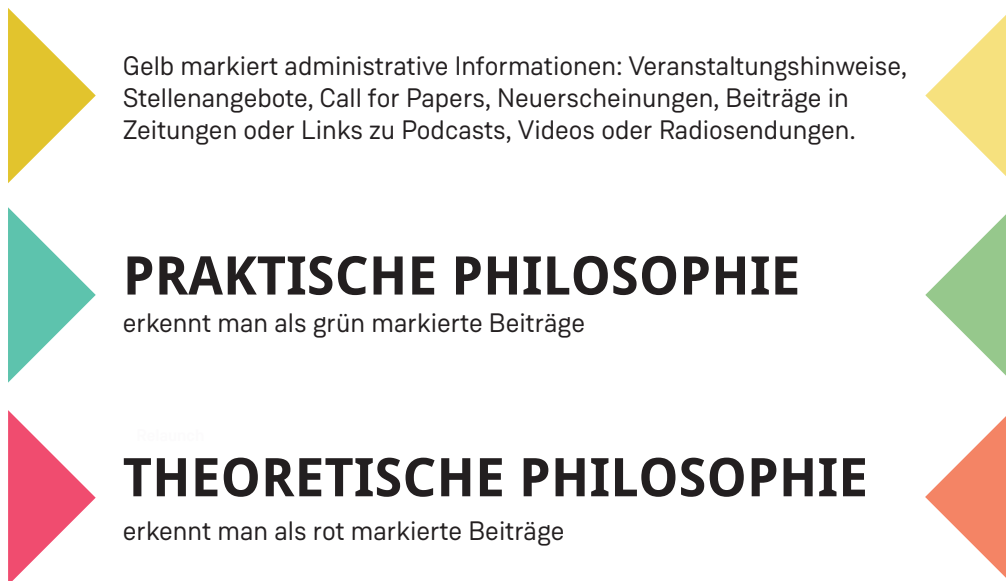 Gelb markiert administrative Informationen: Veranstaltungshinweise,
Stellenangebote, Call for Papers, Neuerscheinungen, Beiträge in
Zeitungen oder Links zu Podcasts, Videos oder Radiosendungen.
PRAKTISCHE PHILOSOPHIE
erkennt man als grün markierte Beiträge
THEORETISCHE PHILOSOPHIE
erkennt man als rot markierte Beiträge